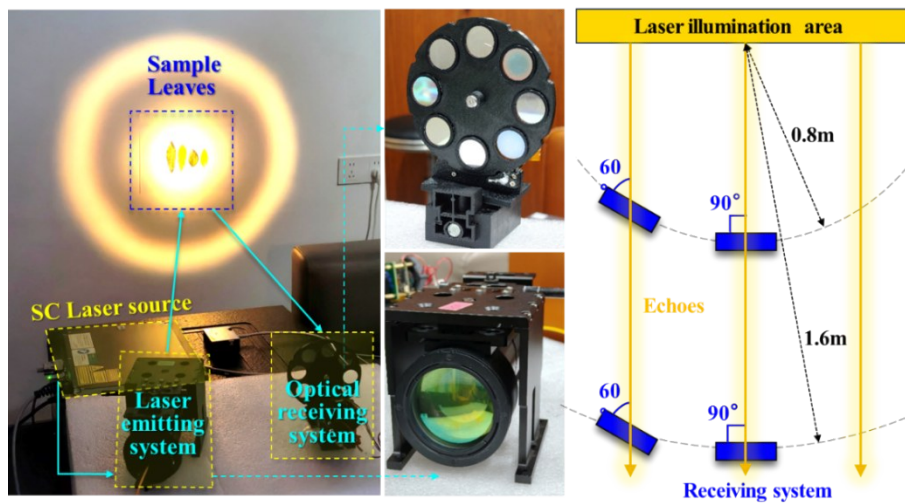 Sample
Leaves
SC Laser source
Laser
emitting
system
Optical
receiving
system
Laser illumination area
0.8m
60
90°
Echoes
1.6m
60
90°
Receiving system